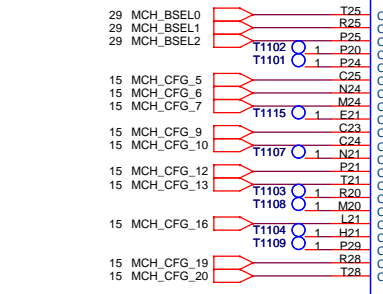 29 MCH_BSEL0 T25
29 MCH_BSEL1 R25
29 MCH_BSEL2 P25
T1102 1 P20
T1101 1 P24
15 MCH_CFG_5 C25
15 MCH_CFG_6 N24
15 MCH_CFG_7 M24
T1115 1 E21
15 MCH_CFG_9 C23
15 MCH_CFG_10 C24
T1107 1 N21
15 MCH_CFG_12 P21
15 MCH_CFG_13 T21
T1103 1 R20
T1108 1 M20
15 MCH_CFG_16 L21
T1104 1 H21
T1109 1 P29
15 MCH_CFG_19 R28
15 MCH_CFG_20 T28